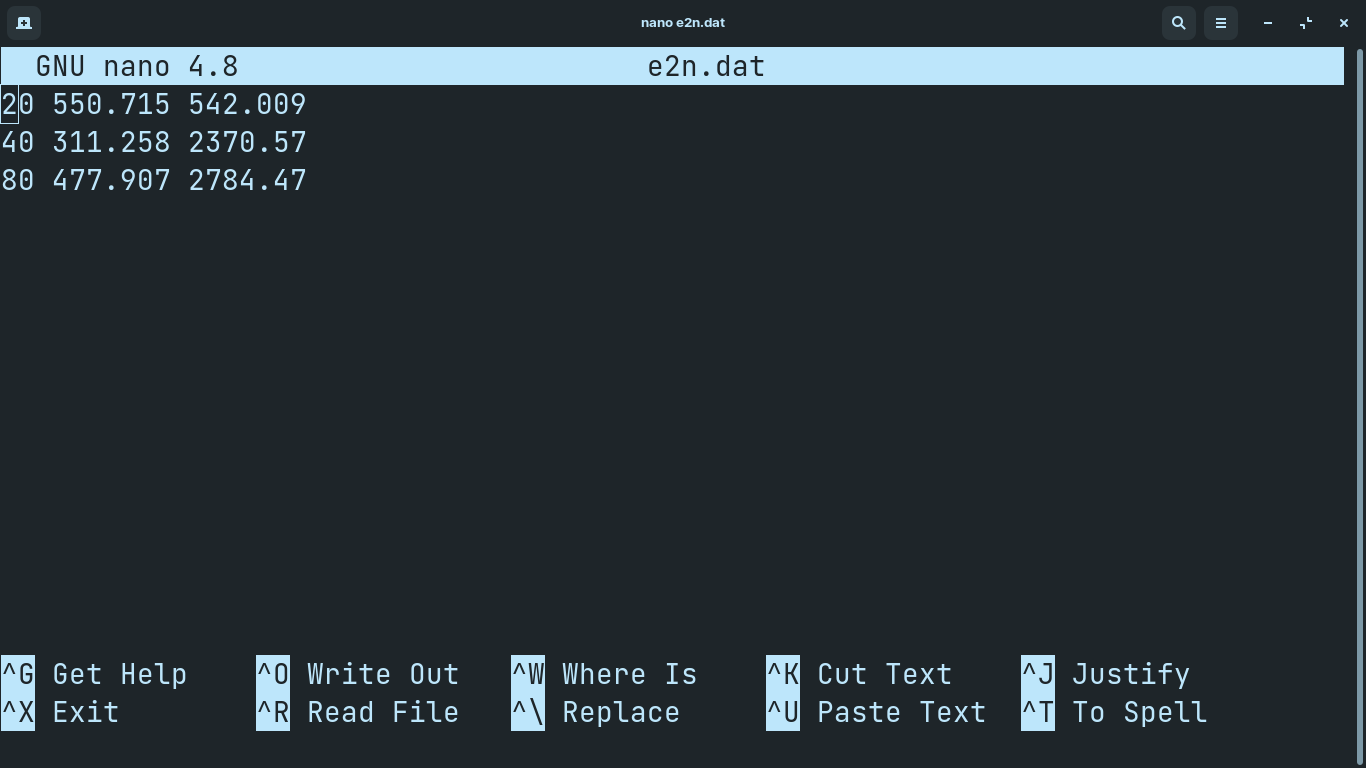 nano e2n.dat
GNU nano 4.8 e2n.dat
20 550.715 542.009
40 311.258 2370.57
80 477.907 2784.47
^G Get Help ^O Write Out ^W Where Is ^K Cut Text ^J Justify
^X Exit ^R Read File ^\ Replace ^U Paste Text ^T To Spell